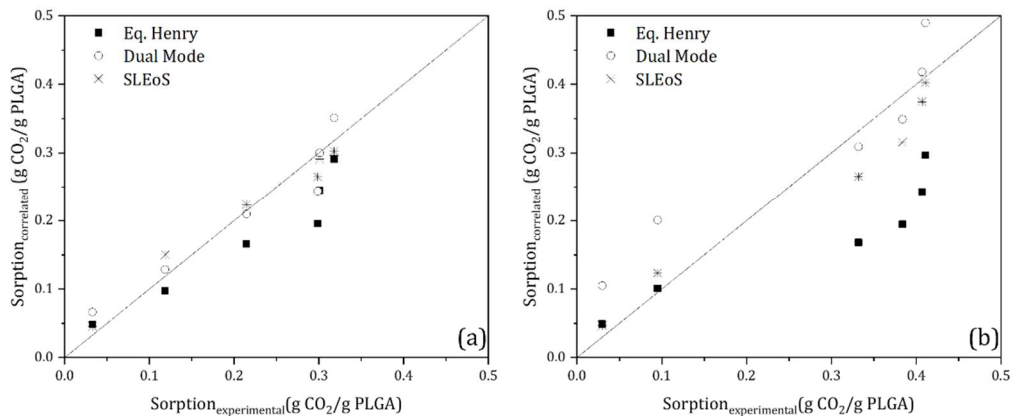 0.5
0.4
0.3
0.2
0.1
0.0
Sorption_correlated (g CO₂/g PLGA)
Eq. Henry
Dual Mode
SLEoS
(a)
0.0 0.1 0.2 0.3 0.4 0.5
Sorption_experimental(g CO₂/g PLGA)
0.5
0.4
0.3
0.2
0.1
0.0
Sorption_correlated (g CO₂/g PLGA)
Eq. Henry
Dual Mode
SLEoS
(b)
0.0 0.1 0.2 0.3 0.4 0.5
Sorption_experimental(g CO₂/g PLGA)